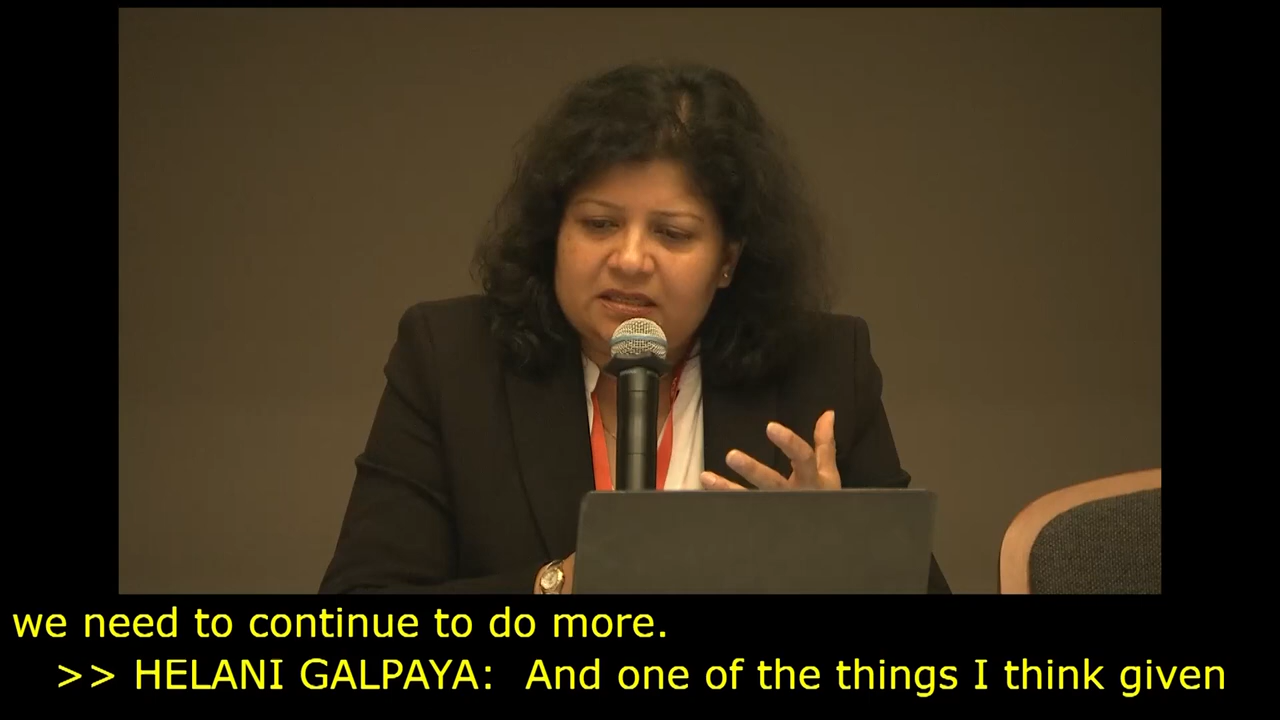 we need to continue to do more.
>> HELANI GALPAYA:  And one of the things I think given